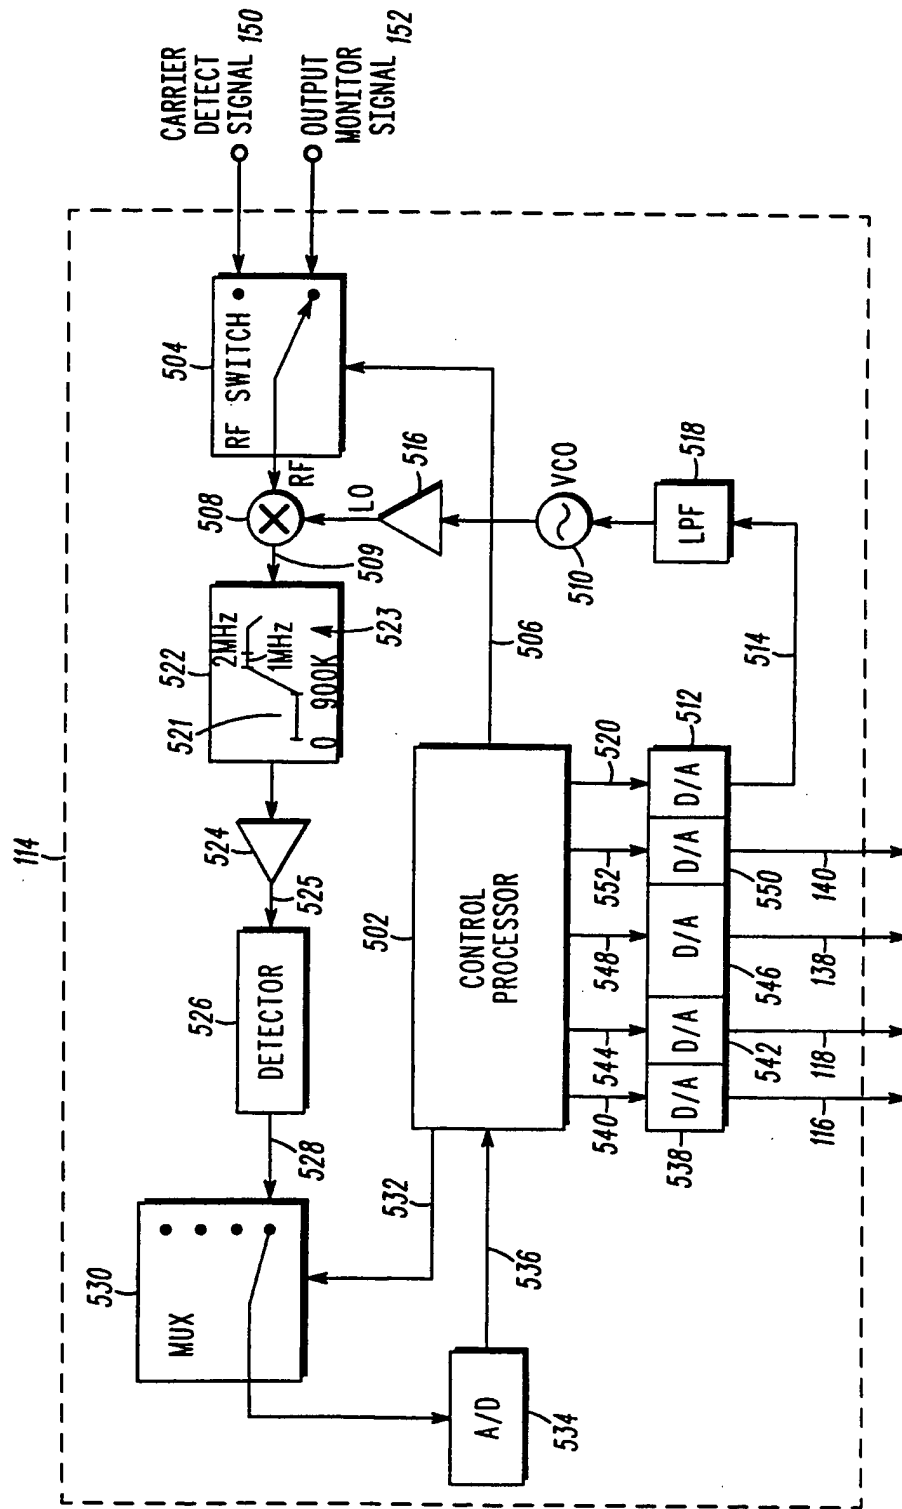 114
CARRIER
DETECT
SIGNAL 150
OUTPUT
MONITOR
SIGNAL 152
504
RF SWITCH
RF
508
509
LO
516
VCO
510
518
LPF
514
506
522
2MHz
1MHz
900K
0
521
523
524
525
526
DETECTOR
528
530
MUX
532
534
A/D
536
502
CONTROL
PROCESSOR
540
544
548
552
520
D/A
D/A
D/A
D/A
D/A
538
542
546
550
512
116
118
138
140